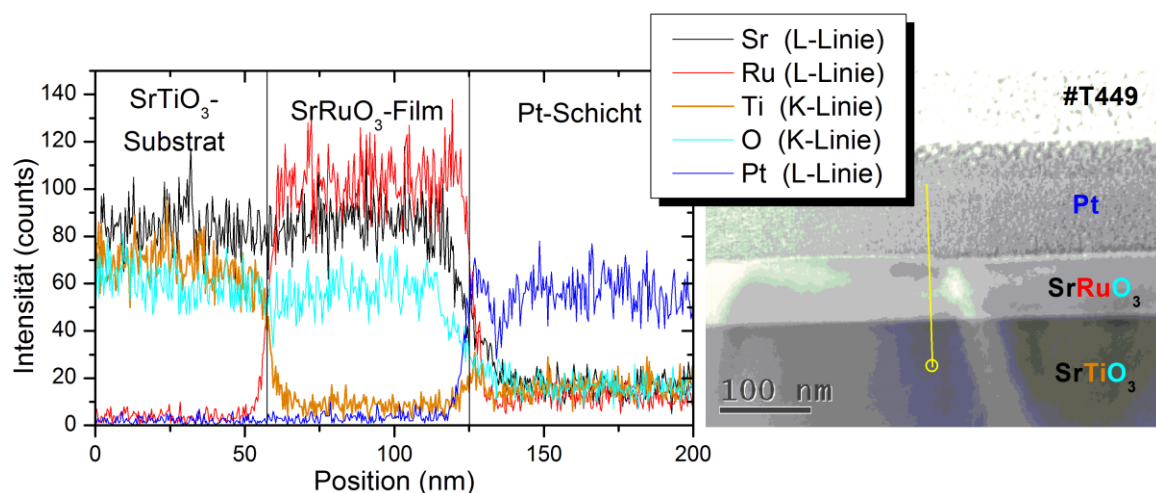 Sr (L-Linie)
Ru (L-Linie)
Ti (K-Linie)
O (K-Linie)
Pt (L-Linie)
SrTiO₃-
Substrat
SrRuO₃-Film
Pt-Schicht
Intensität (counts)
140
120
100
80
60
40
20
0
0
50
100
150
200
Position (nm)
#T449
Pt
SrRuO₃
SrTiO₃
100 nm